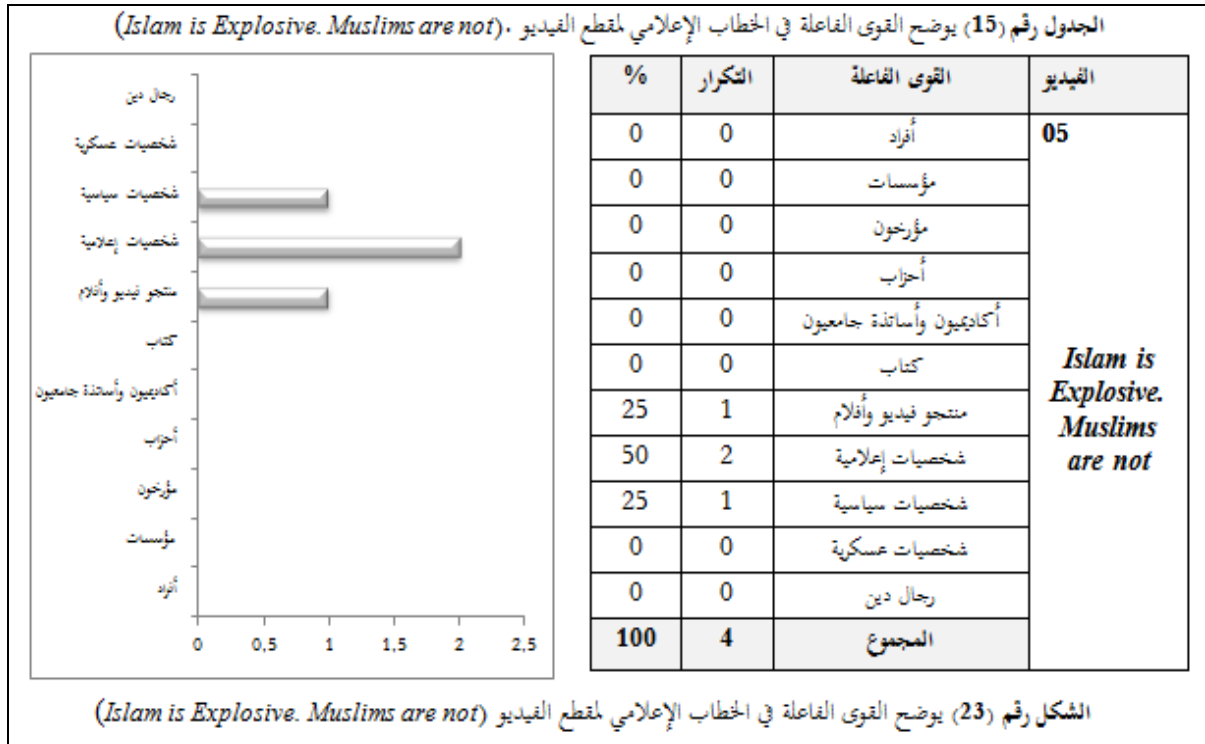 الجدول رقم (15) يوضح القوى الفاعلة في الخطاب الإعلامي لمقطع الفيديو .(Islam is Explosive. Muslims are not)
الفيديو القوى الفاعلة التكرار %
05 أفراد 0 0
مؤسسات 0 0
مؤرخون 0 0
أحزاب 0 0
أكاديميون وأساتذة جامعيون 0 0
كتاب 0 0
منتجو فيديو وأفلام 1 25
شخصيات إعلامية 2 50
شخصيات سياسية 1 25
شخصيات عسكرية 0 0
رجال دين 0 0
المجموع 4 100
Islam is
Explosive.
Muslims
are not
رجال دين
شخصيات عسكرية
شخصيات سياسية
شخصيات إعلامية
منتجو فيديو وأفلام
كتاب
أكاديميون وأساتذة جامعيون
أحزاب
مؤرخون
مؤسسات
أفراد
0 0,5 1 1,5 2 2,5
الشكل رقم (23) يوضح القوى الفاعلة في الخطاب الإعلامي لمقطع الفيديو (Islam is Explosive. Muslims are not)